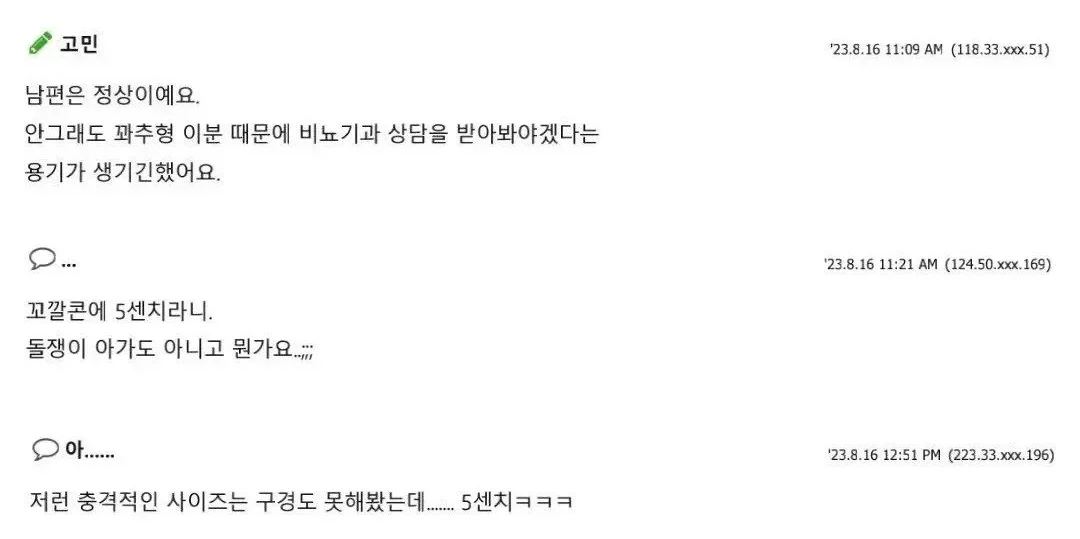 고민
'23.8.16 11:09 AM (118.33.xxx.51)
남편은 정상이예요.
안그래도 꽈추형 이분 때문에 비뇨기과 상담을 받아봐야겠다는
용기가 생기긴했어요.
...
'23.8.16 11:21 AM (124.50.xxx.169)
꼬깔콘에 5센치라니.
돌쟁이 아가도 아니고 뭔가요..;;;
아......
'23.8.16 12:51 PM (223.33.xxx.196)
저런 충격적인 사이즈는 구경도 못해봤는데....... 5센치ㅋㅋㅋ